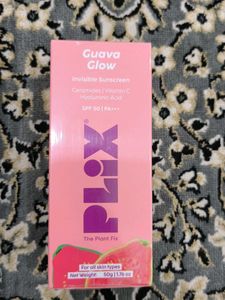 Guava
Glow
Invisible Sunscreen
Ceramides | Vitamin C
Hyaluronic Acid
SPF 50 | PA+++
PLIX
The Plant Fix
For all skin types
Net Weight: 50g | 1.76 oz